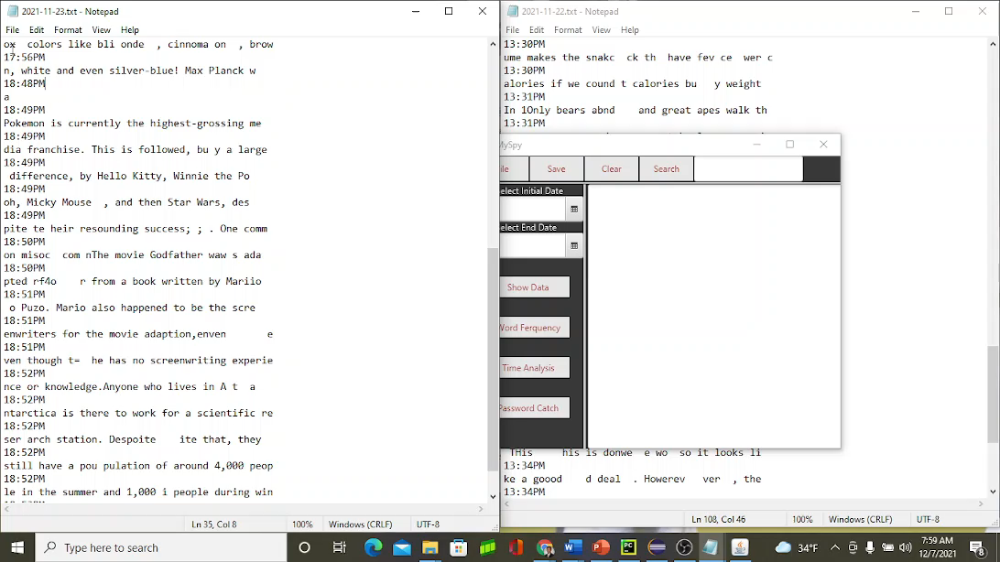 2021-11-23.txt - Notepad
File Edit Format View Help
ox colors like bli onde , cinnoma on , brow
17:56PM
n, white and even silver-blue! Max Planck w
18:48PM
a
18:49PM
Pokemon is currently the highest-grossing me
dia franchise. This is followed, bu y a large
18:49PM
difference, by Hello Kitty, Winnie the Po
18:49PM
oh, Micky Mouse , and then Star Wars, des
18:49PM
pite te heir resounding success; ; . One comm
18:50PM
on misoc com nThe movie Godfather waw s ada
18:50PM
pted rf4o r from a book written by Mariio
18:51PM
o Puzo. Mario also happened to be the scre
18:51PM
enwriters for the movie adaption,enven e
18:51PM
ven though t= he has no screenwriting experie
18:52PM
nce or knowledge.Anyone who lives in A t a
18:52PM
ntarctica is there to work for a scientific re
18:52PM
ser arch station. Despoite ite that, they
18:52PM
still have a pou pulation of around 4,000 peop
18:52PM
le in the summer and 1,000 i people during win
Ln 35, Col 8 100% Windows (CRLF) UTF-8
2021-11-22.txt - Notepad
File Edit Format View Help
13:30PM
ume makes the snakc ck th have fev ce wer c
13:30PM
alories if we cound t calories bu y weight
13:31PM
In 1Only bears abnd and great apes walk th
13:31PM
MySpy
ile Save Clear Search
elect Initial Date
elect End Date
Show Data
Word Ferquency
Time Analysis
Password Catch
THis his is donwe e wo so it looks li
13:34PM
ke a goood d deal . Howerev ver , the
13:34PM
Ln 108, Col 46 100% Windows (CRLF) UTF-8
Type here to search
34°F
7:59 AM
12/7/2021